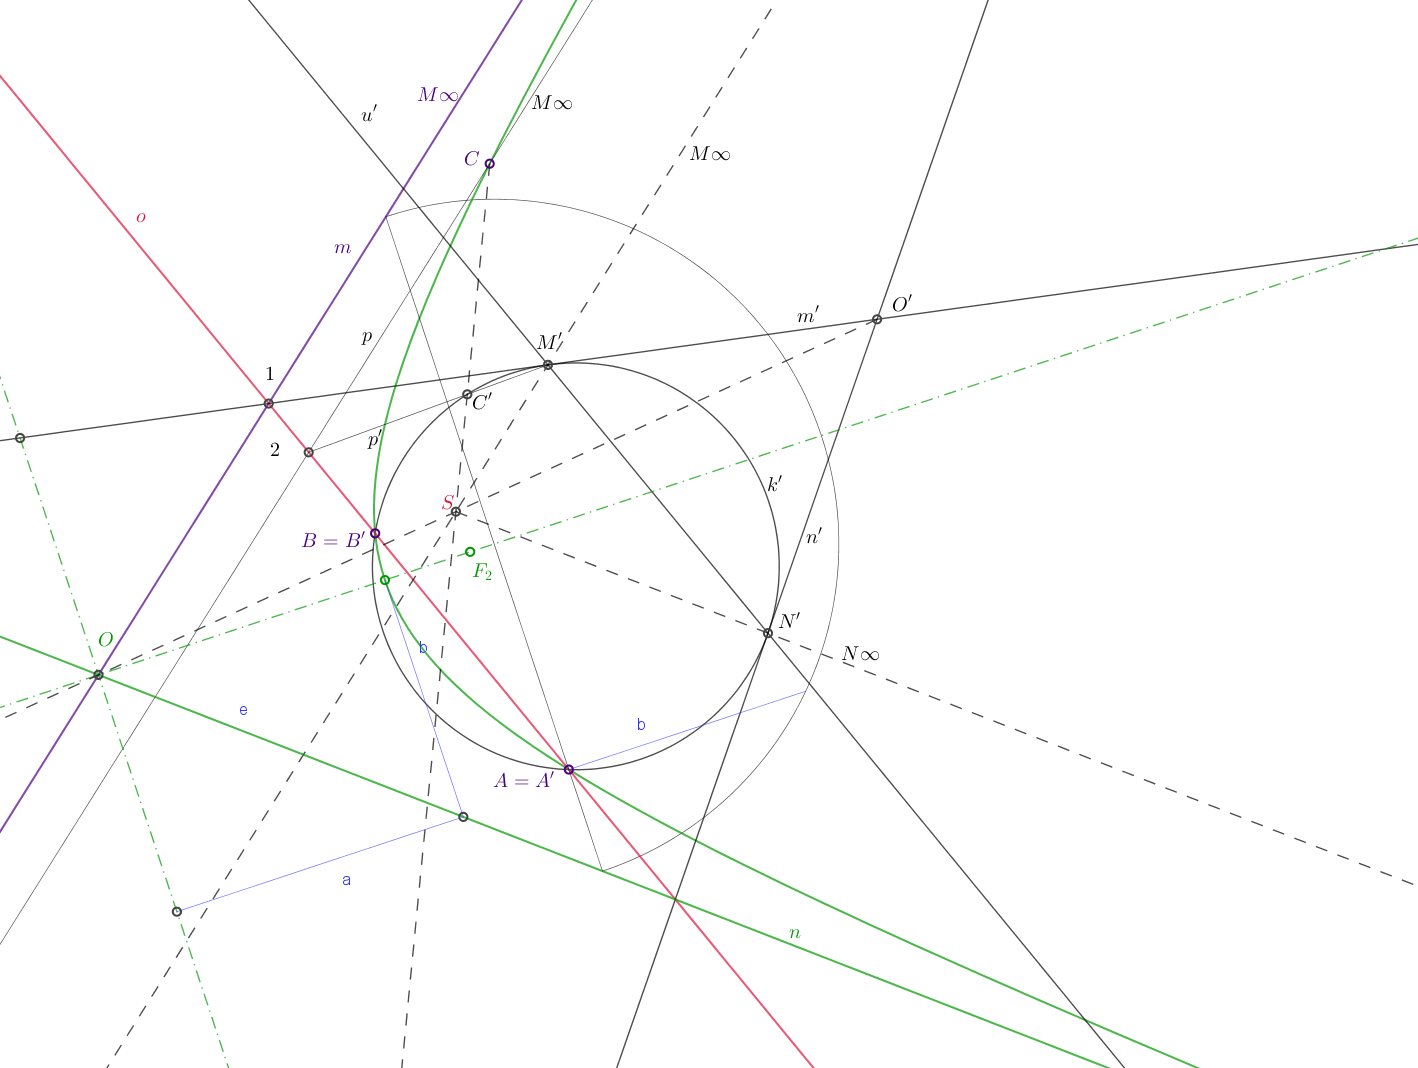 M∞
M∞
u′
M∞
C
o
m
O′
m′
p
M′
1
C′
p′
2
k′
S
B = B′
n′
F₂
N′
O
b
N∞
e
b
A = A′
a
n